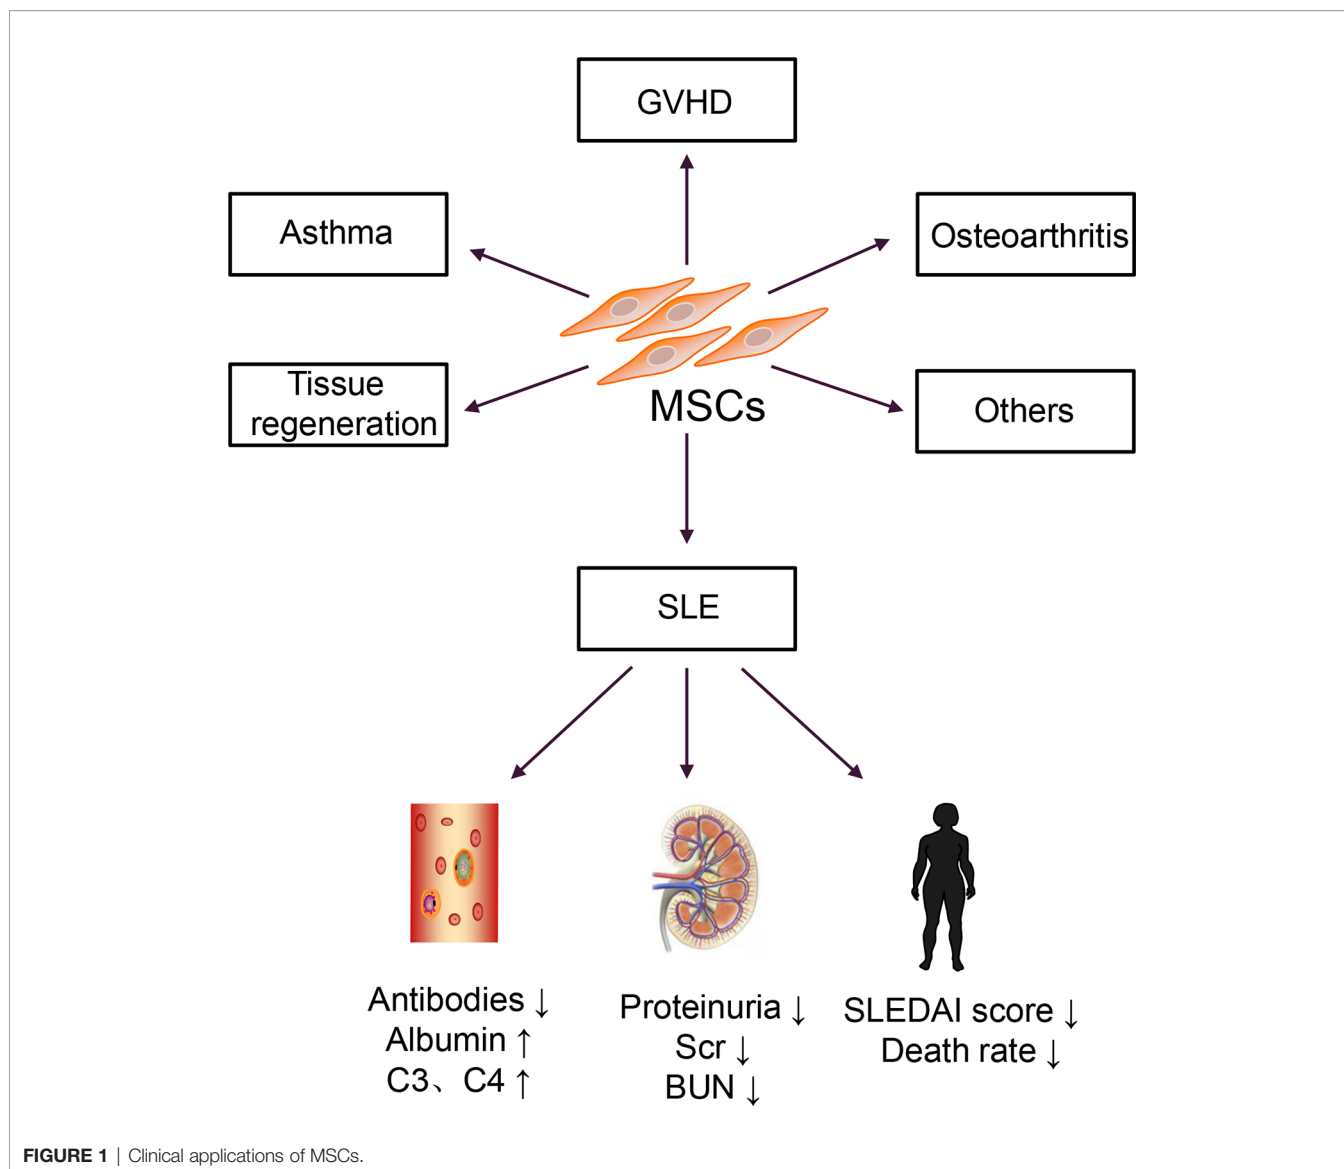 GVHD
Asthma
Osteoarthritis
Tissue
regeneration
MSCs
Others
SLE
Antibodies ↓
Albumin ↑
C3、C4 ↑
Proteinuria ↓
Scr ↓
BUN ↓
SLEDAI score ↓
Death rate ↓
FIGURE 1 | Clinical applications of MSCs.